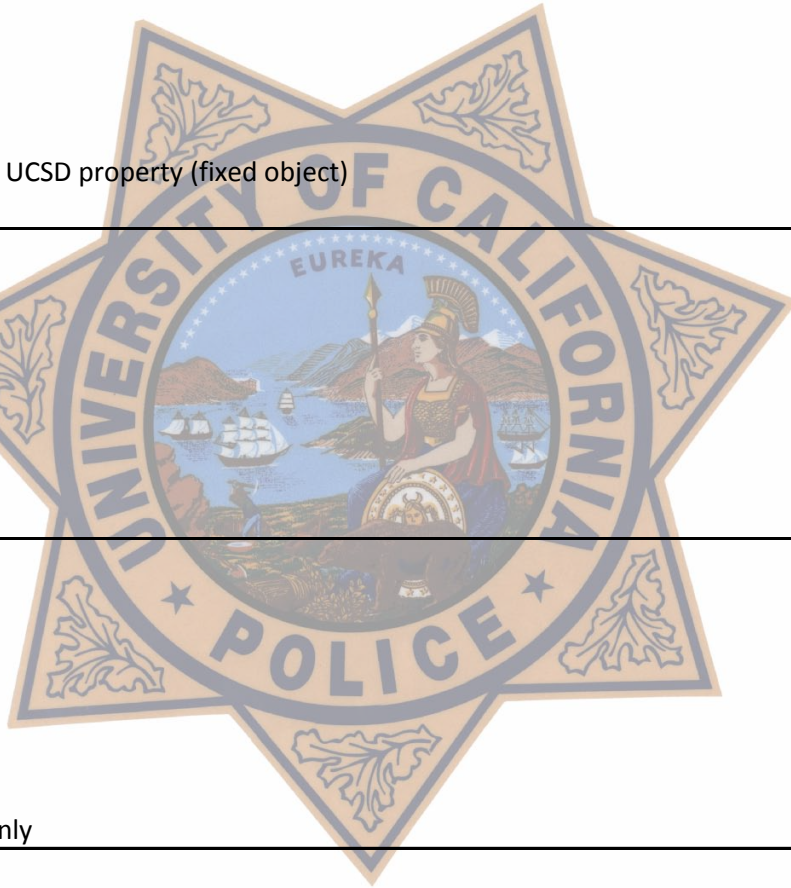 UCSD property (fixed object)
UNIVERSITY OF CALIFORNIA
EUREKA
POLICE
nly